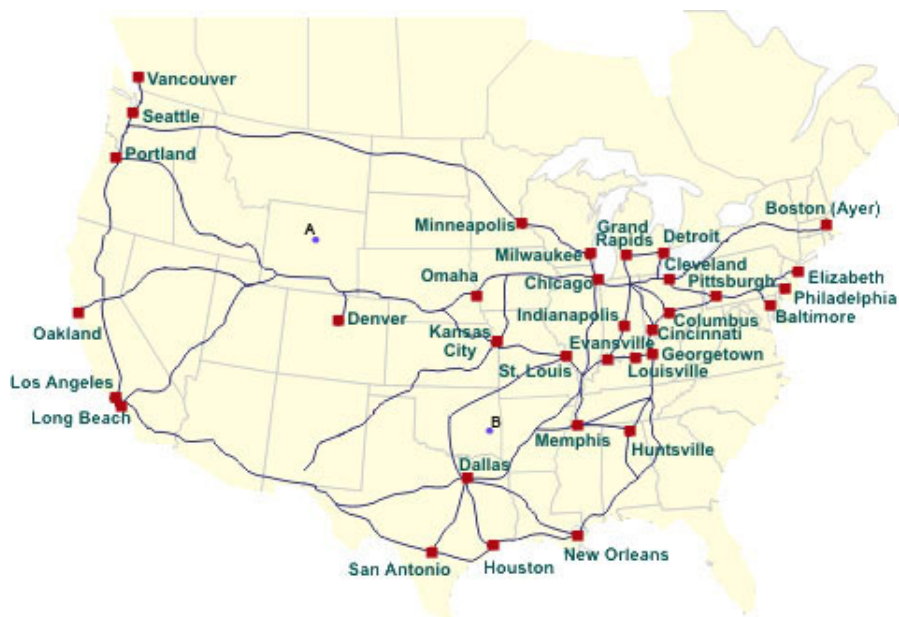 Vancouver
Seattle
Portland
A
Minneapolis
Grand
Rapids
Detroit
Boston (Ayer)
Milwaukee
Cleveland
Omaha
Chicago
Pittsburgh
Elizabeth
Philadelphia
Baltimore
Oakland
Denver
Indianapolis
Columbus
Kansas
City
Cincinnati
Evansville
Georgetown
St. Louis
Louisville
Los Angeles
Long Beach
B
Memphis
Huntsville
Dallas
San Antonio
Houston
New Orleans